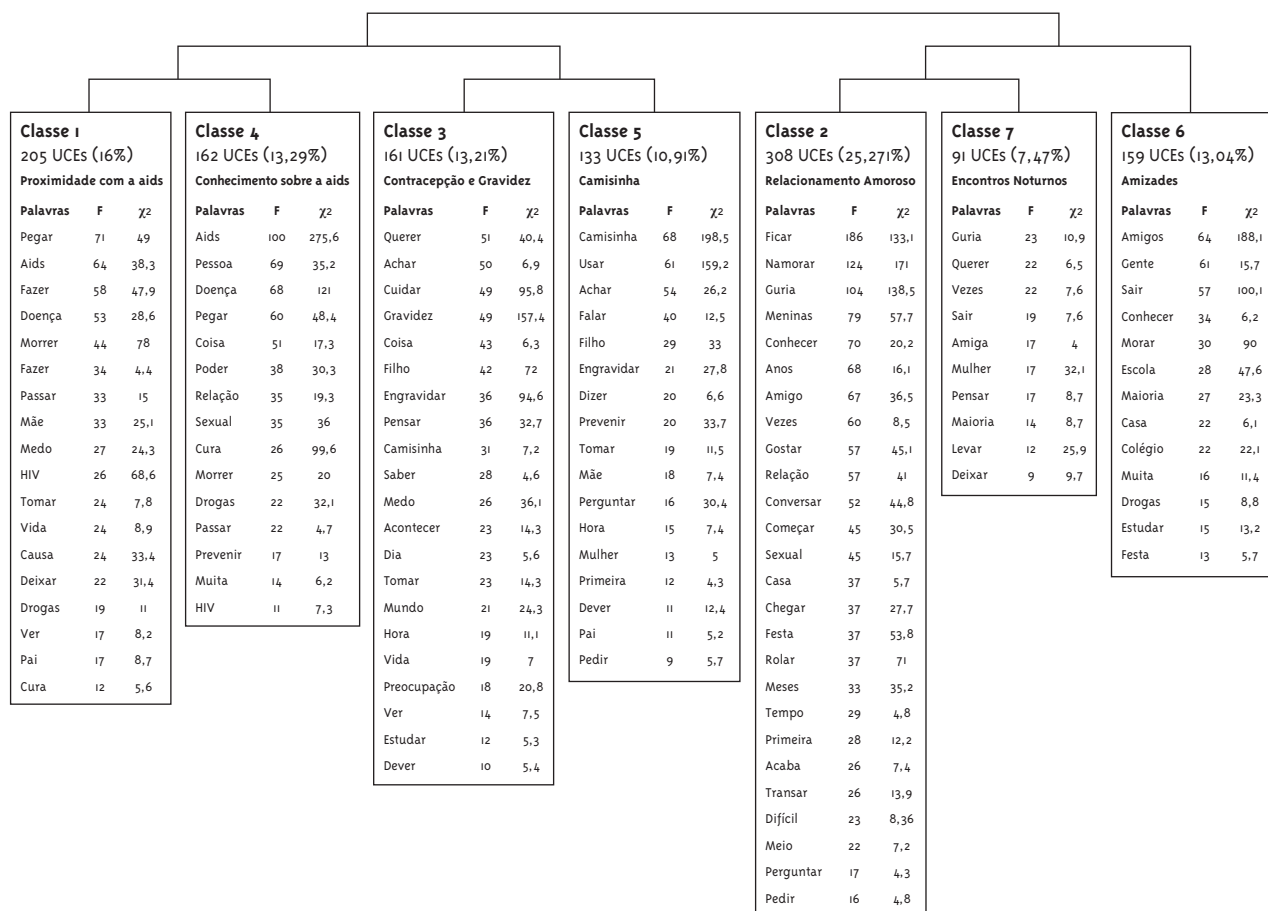 Classe 1
205 UCEs (16%)
Proximidade com a aids
Palavras F χ2
Pegar 71 49
Aids 64 38,3
Fazer 58 47,9
Doença 53 28,6
Morrer 44 78
Fazer 34 4,4
Passar 33 15
Mãe 33 25,1
Medo 27 24,3
HIV 26 68,6
Tomar 24 7,8
Vida 24 8,9
Causa 24 33,4
Deixar 22 31,4
Drogas 19 11
Ver 17 8,2
Pai 17 8,7
Cura 12 5,6
Classe 4
162 UCEs (13,29%)
Conhecimento sobre a aids
Palavras F χ2
Aids 100 275,6
Pessoa 69 35,2
Doença 68 121
Pegar 60 48,4
Coisa 51 17,3
Poder 38 30,3
Relação 35 19,3
Sexual 35 36
Cura 26 99,6
Morrer 25 20
Drogas 22 32,1
Passar 22 4,7
Prevenir 17 13
Muita 14 6,2
HIV 11 7,3
Classe 3
161 UCEs (13,21%)
Contracepção e Gravidez
Palavras F χ2
Querer 51 40,4
Achar 50 6,9
Cuidar 49 95,8
Gravidez 49 157,4
Coisa 43 6,3
Filho 42 72
Engravidar 36 94,6
Pensar 36 32,7
Camisinha 31 7,2
Saber 28 4,6
Medo 26 36,1
Acontecer 23 14,3
Dia 23 5,6
Tomar 23 14,3
Mundo 21 24,3
Hora 19 11,1
Vida 19 7
Preocupação 18 20,8
Ver 14 7,5
Estudar 12 5,3
Dever 10 5,4
Classe 5
133 UCEs (10,91%)
Camisinha
Palavras F χ2
Camisinha 68 198,5
Usar 61 159,2
Achar 54 26,2
Falar 40 12,5
Filho 29 33
Engravidar 21 27,8
Dizer 20 6,6
Prevenir 20 33,7
Tomar 19 11,5
Mãe 18 7,4
Perguntar 16 30,4
Hora 15 7,4
Mulher 13 5
Primeira 12 4,3
Dever 11 12,4
Pai 11 5,2
Pedir 9 5,7
Classe 2
308 UCEs (25,271%)
Relacionamento Amoroso
Palavras F χ2
Ficar 186 133,1
Namorar 124 171
Guria 104 138,5
Meninas 79 57,7
Conhecer 70 20,2
Anos 68 16,1
Amigo 67 36,5
Vezes 60 8,5
Gostar 57 45,1
Relação 57 41
Conversar 52 44,8
Começar 45 30,5
Sexual 45 15,7
Casa 37 5,7
Chegar 37 27,7
Festa 37 53,8
Rolar 37 71
Meses 33 35,2
Tempo 29 4,8
Primeira 28 12,2
Acaba 26 7,4
Transar 26 13,9
Difícil 23 8,36
Meio 22 7,2
Perguntar 17 4,3
Pedir 16 4,8
Classe 7
91 UCEs (7,47%)
Encontros Noturnos
Palavras F χ2
Guria 23 10,9
Querer 22 6,5
Vezes 22 7,6
Sair 19 7,6
Amiga 17 4
Mulher 17 32,1
Pensar 17 8,7
Maioria 14 8,7
Levar 12 25,9
Deixar 9 9,7
Classe 6
159 UCEs (13,04%)
Amizades
Palavras F χ2
Amigos 64 188,1
Gente 61 15,7
Sair 57 100,1
Conhecer 34 6,2
Morar 30 90
Escola 28 47,6
Maioria 27 23,3
Casa 22 6,1
Colégio 22 22,1
Muita 16 11,4
Drogas 15 8,8
Estudar 15 13,2
Festa 13 5,7